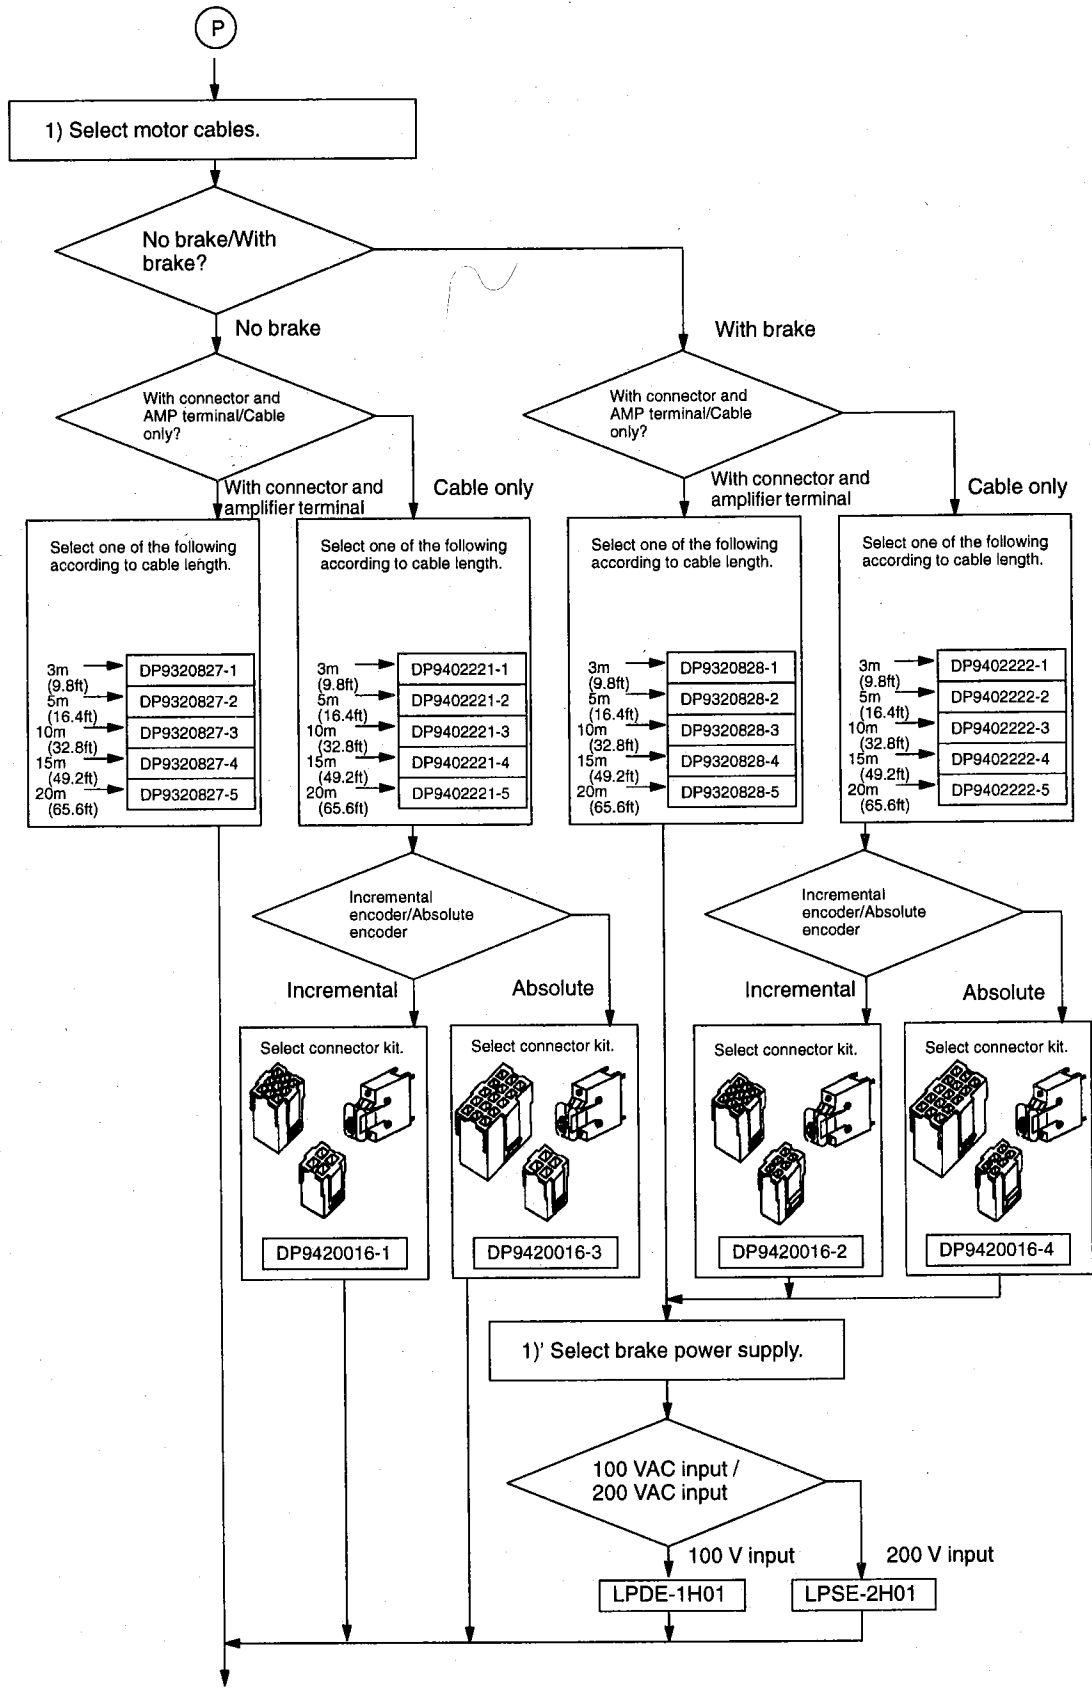 P
1) Select motor cables.
No brake/With
brake?
No brake
With brake
With connector and
AMP terminal/Cable
only?
With connector and
AMP terminal/Cable
only?
With connector and
amplifier terminal
Cable only
With connector and
amplifier terminal
Cable only
Select one of the following
according to cable length.
3m
(9.8ft)
DP9320827-1
5m
(16.4ft)
DP9320827-2
10m
(32.8ft)
DP9320827-3
15m
(49.2ft)
DP9320827-4
20m
(65.6ft)
DP9320827-5
Select one of the following
according to cable length.
3m
(9.8ft)
DP9402221-1
5m
(16.4ft)
DP9402221-2
10m
(32.8ft)
DP9402221-3
15m
(49.2ft)
DP9402221-4
20m
(65.6ft)
DP9402221-5
Select one of the following
according to cable length.
3m
(9.8ft)
DP9320828-1
5m
(16.4ft)
DP9320828-2
10m
(32.8ft)
DP9320828-3
15m
(49.2ft)
DP9320828-4
20m
(65.6ft)
DP9320828-5
Select one of the following
according to cable length.
3m
(9.8ft)
DP9402222-1
5m
(16.4ft)
DP9402222-2
10m
(32.8ft)
DP9402222-3
15m
(49.2ft)
DP9402222-4
20m
(65.6ft)
DP9402222-5
Incremental
encoder/Absolute
encoder
Incremental
encoder/Absolute
encoder
Incremental
Absolute
Incremental
Absolute
Select connector kit.
DP9420016-1
Select connector kit.
DP9420016-3
Select connector kit.
DP9420016-2
Select connector kit.
DP9420016-4
1)' Select brake power supply.
100 VAC input /
200 VAC input
100 V input
200 V input
LPDE-1H01
LPSE-2H01